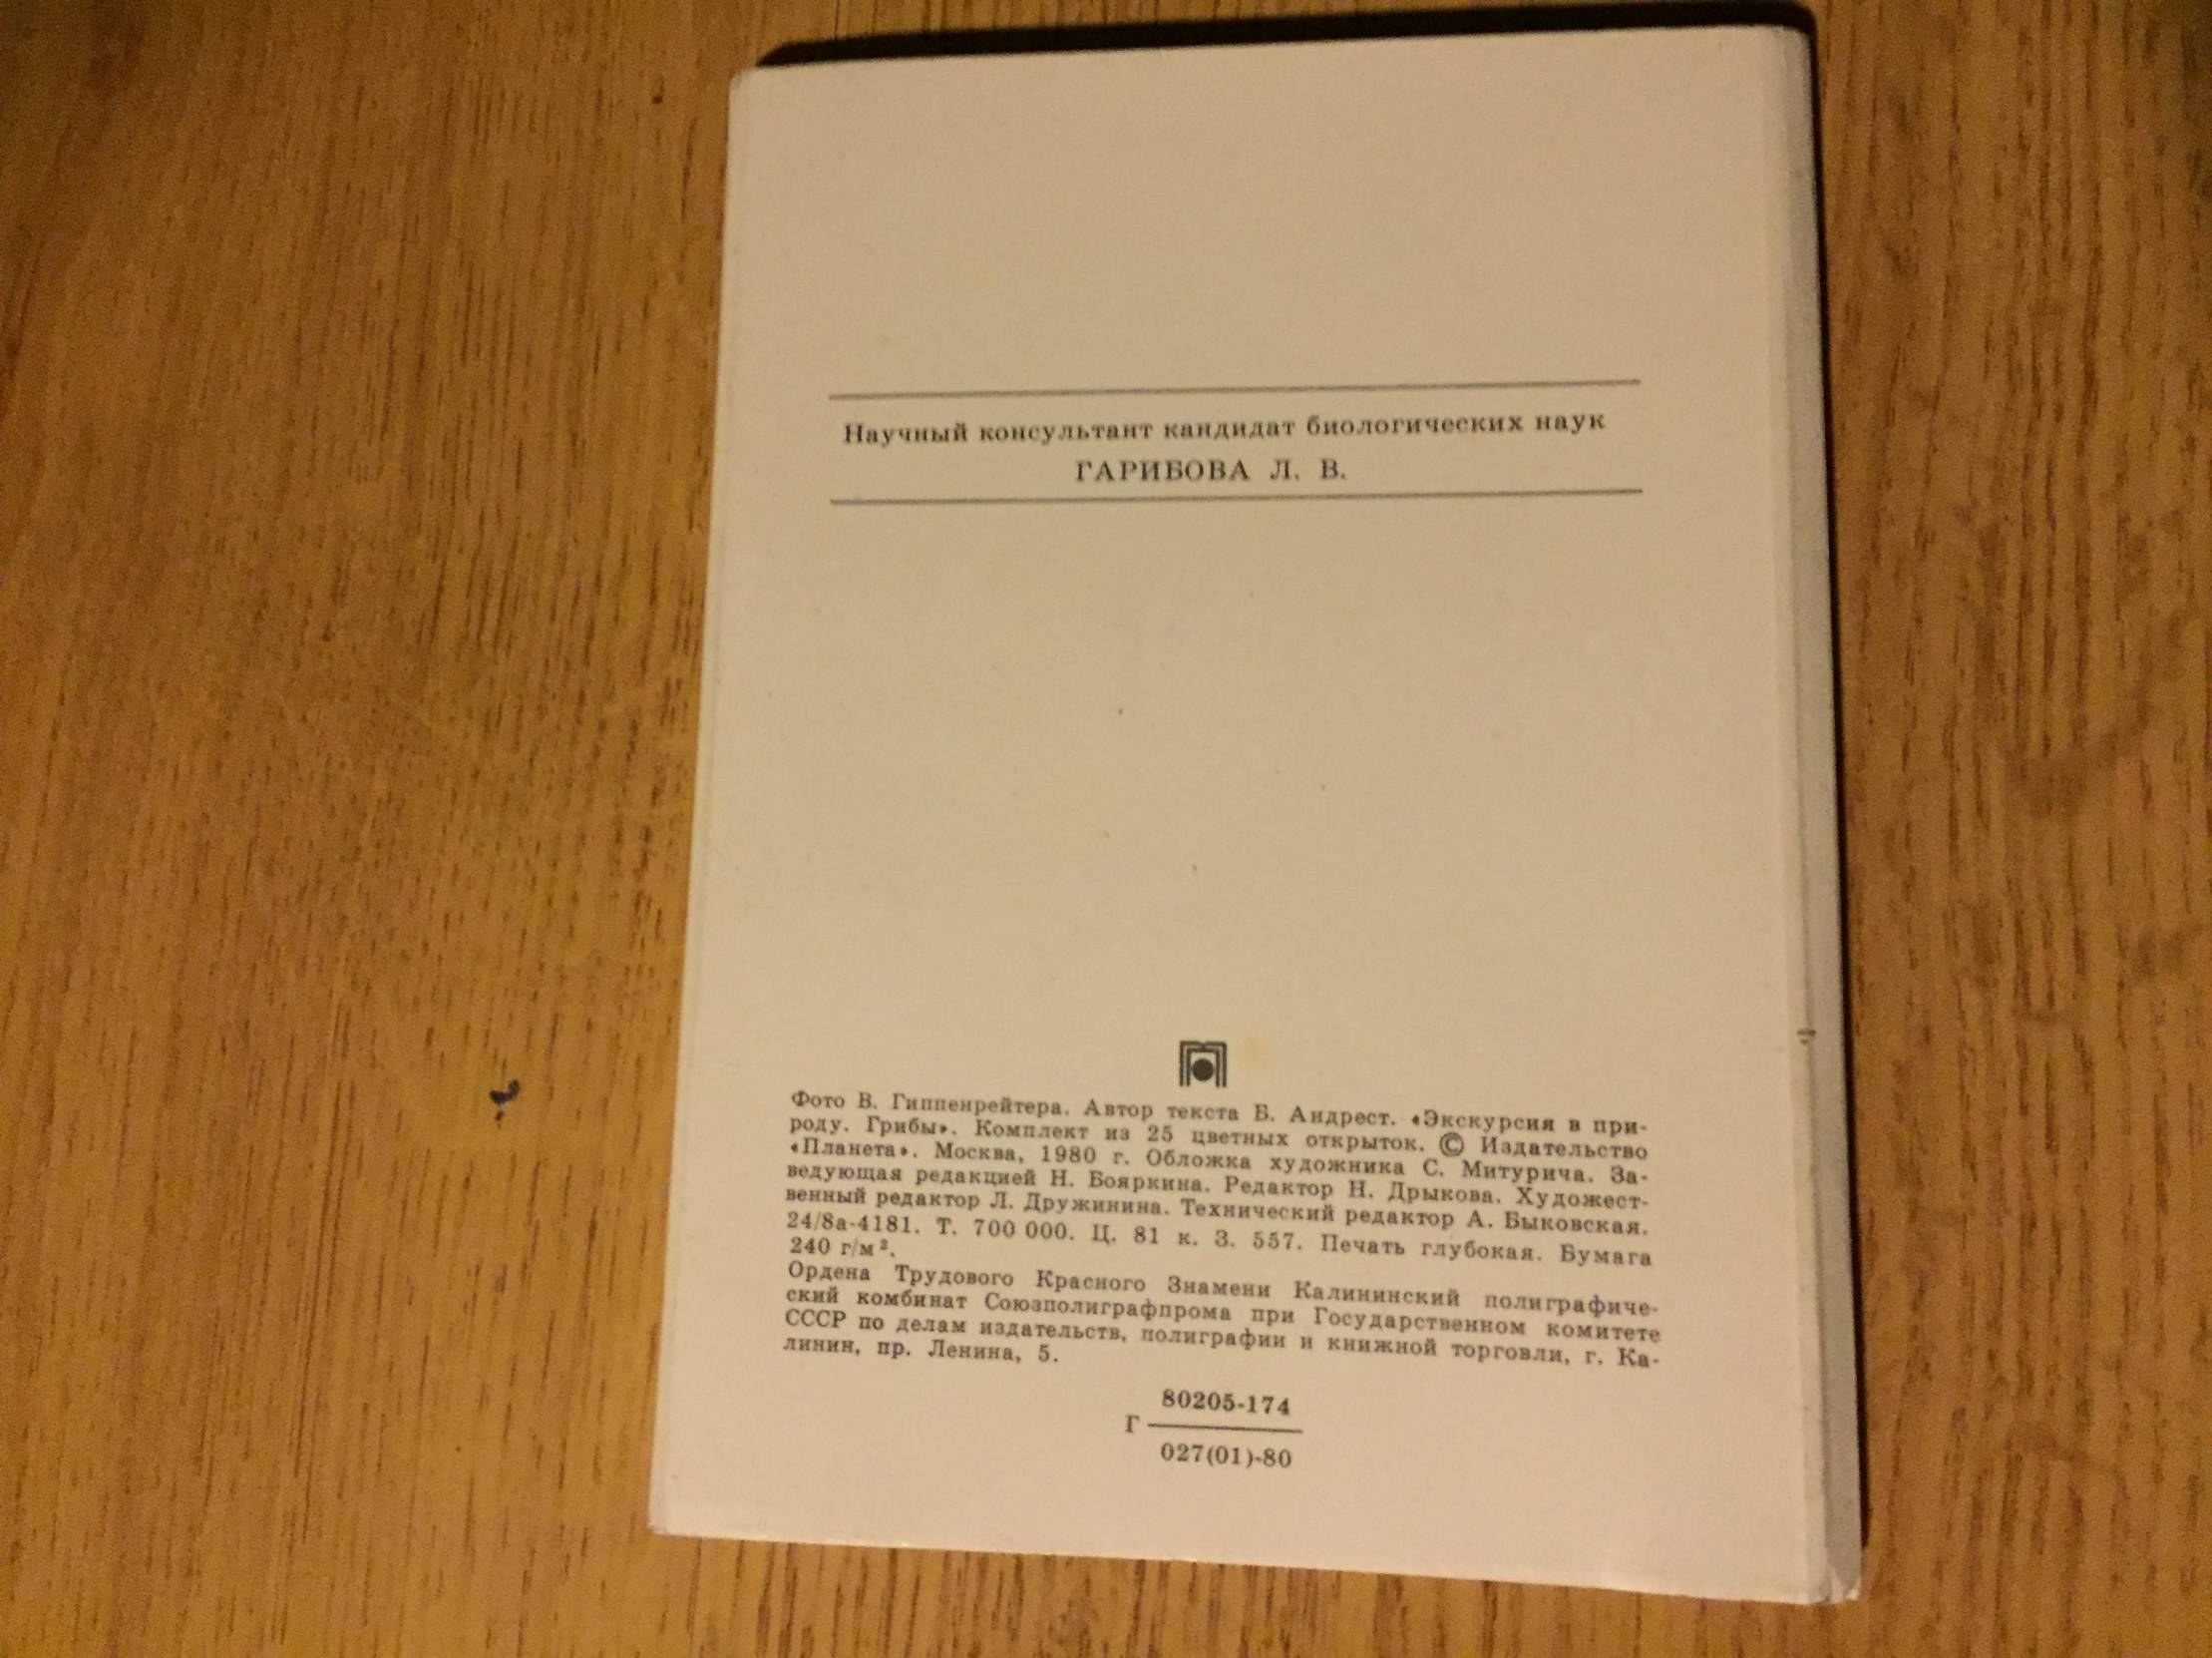 Научный консультант кандидат биологических наук
ГАРИБОВА Л. В.
Фото В. Гиппенрейтера. Автор текста Б. Андрест. «Экскурсия в при-
роду. Грибы». Комплект из 25 цветных открыток. © Издательство
«Планета». Москва, 1980 г. Обложка художника С. Митурича. За-
ведующая редакцией Н. Бояркина. Редактор Н. Дрыкова. Художест-
венный редактор Л. Дружинина. Технический редактор А. Быковская.
24/8а-4181. Т. 700 000. Ц. 81 к. З. 557. Печать глубокая. Бумага
240 г/м².
Ордена Трудового Красного Знамени Калининский полиграфиче-
ский комбинат Союзполиграфпрома при Государственном комитете
СССР по делам издательств, полиграфии и книжной торговли, г. Ка-
линин, пр. Ленина, 5.
80205-174
Г
027(01)-80